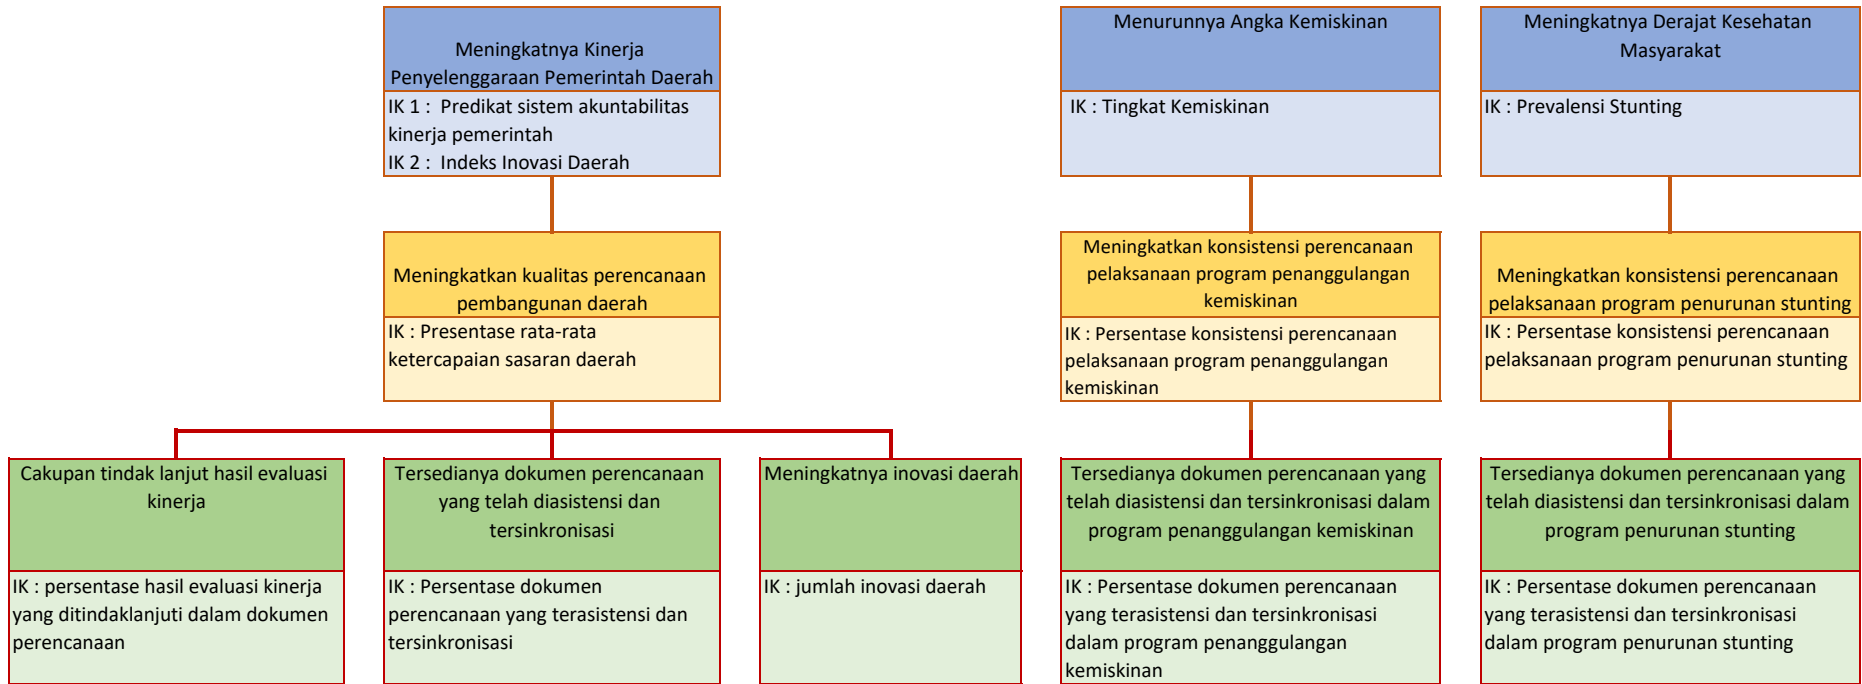 Meningkatnya Kinerja
Penyelenggaraan Pemerintah Daerah
IK 1 :  Predikat sistem akuntabilitas
kinerja pemerintah
IK 2 :  Indeks Inovasi Daerah
Menurunnya Angka Kemiskinan
IK : Tingkat Kemiskinan
Meningkatnya Derajat Kesehatan
Masyarakat
IK : Prevalensi Stunting
Meningkatkan kualitas perencanaan
pembangunan daerah
IK : Presentase rata-rata
ketercapaian sasaran daerah
Meningkatkan konsistensi perencanaan
pelaksanaan program penanggulangan
kemiskinan
IK : Persentase konsistensi perencanaan
pelaksanaan program penanggulangan
kemiskinan
Meningkatkan konsistensi perencanaan
pelaksanaan program penurunan stunting
IK : Persentase konsistensi perencanaan
pelaksanaan program penurunan stunting
Cakupan tindak lanjut hasil evaluasi
kinerja
IK : persentase hasil evaluasi kinerja
yang ditindaklanjuti dalam dokumen
perencanaan
Tersedianya dokumen perencanaan
yang telah diasistensi dan
tersinkronisasi
IK : Persentase dokumen
perencanaan yang terasistensi dan
tersinkronisasi
Meningkatnya inovasi daerah
IK : jumlah inovasi daerah
Tersedianya dokumen perencanaan yang
telah diasistensi dan tersinkronisasi dalam
program penanggulangan kemiskinan
IK : Persentase dokumen perencanaan
yang terasistensi dan tersinkronisasi
dalam program penanggulangan
kemiskinan
Tersedianya dokumen perencanaan yang
telah diasistensi dan tersinkronisasi dalam
program penurunan stunting
IK : Persentase dokumen perencanaan
yang terasistensi dan tersinkronisasi
dalam program penurunan stunting